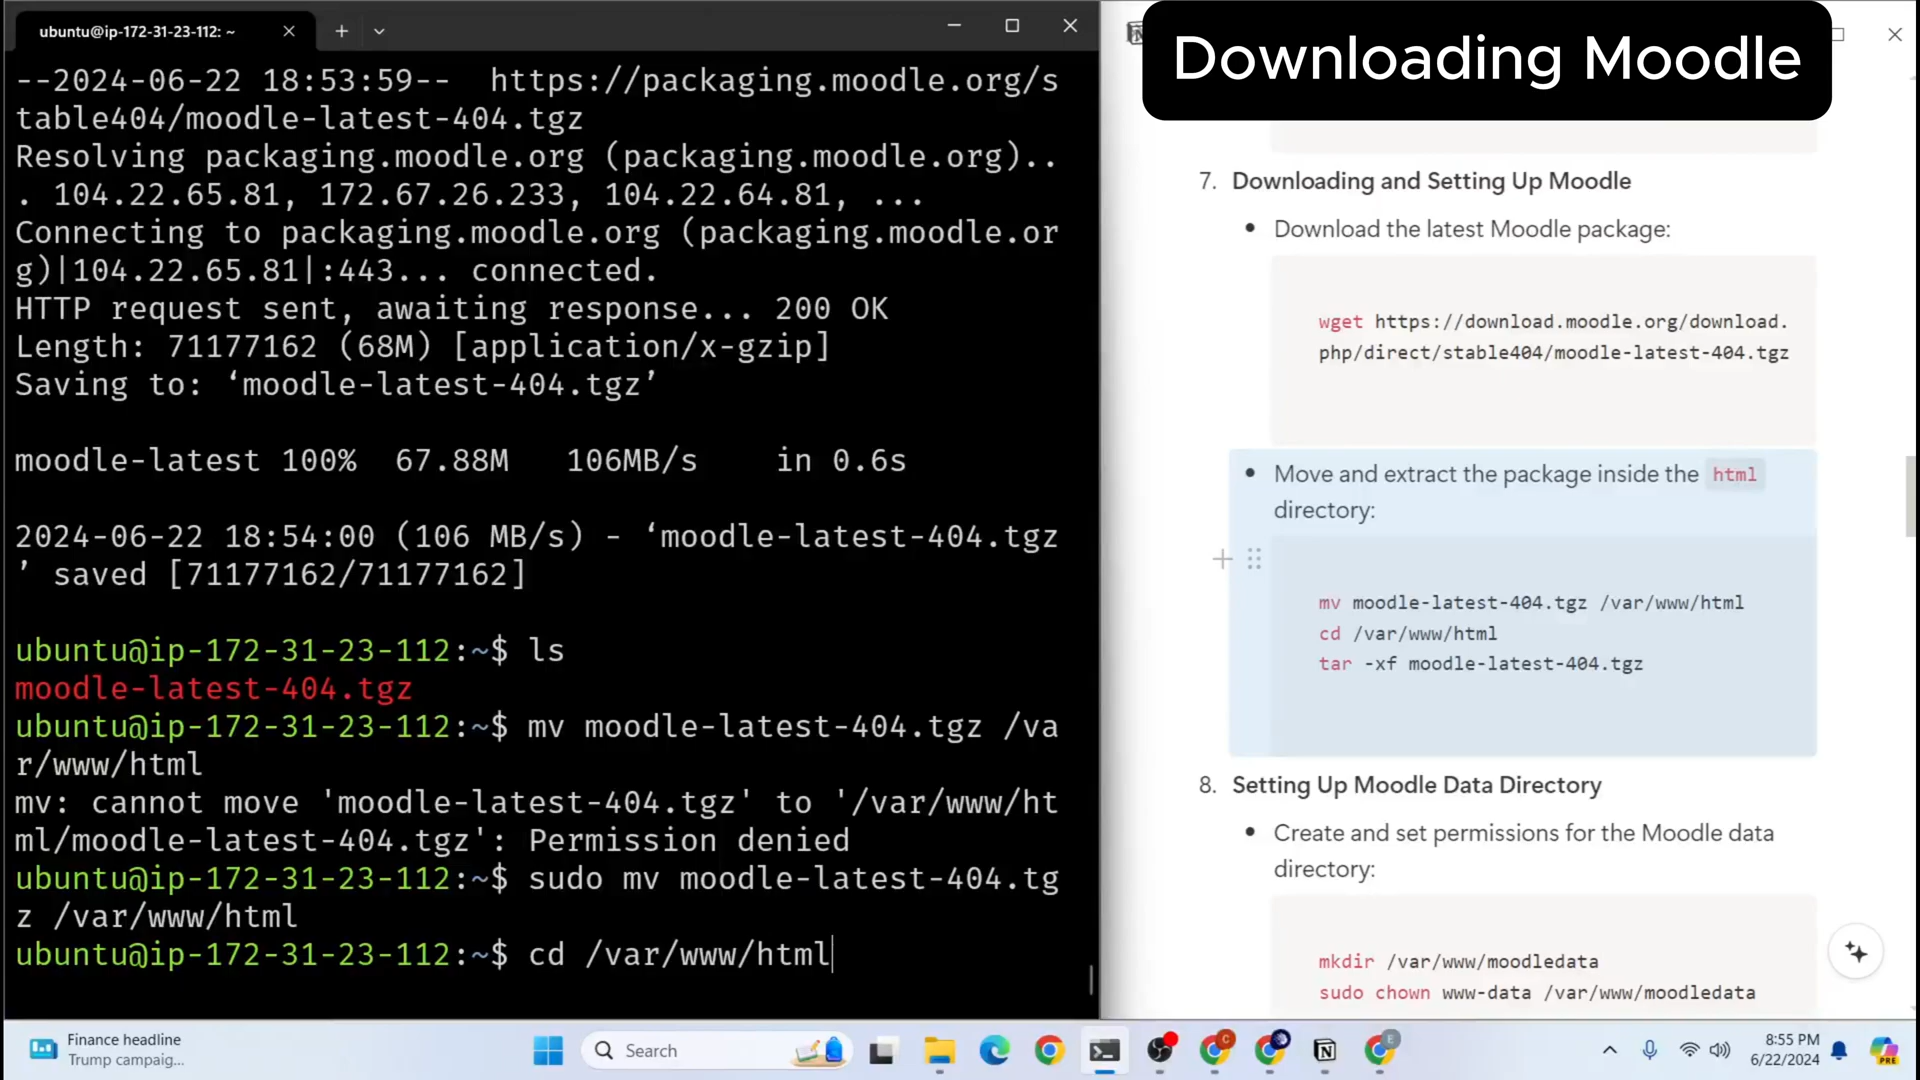 ubuntu@ip-172-31-23-112: ~
Downloading Moodle
--2024-06-22 18:53:59--  https://packaging.moodle.org/s
table404/moodle-latest-404.tgz
Resolving packaging.moodle.org (packaging.moodle.org)..
. 104.22.65.81, 172.67.26.233, 104.22.64.81, ...
Connecting to packaging.moodle.org (packaging.moodle.or
g)|104.22.65.81|:443... connected.
HTTP request sent, awaiting response... 200 OK
Length: 71177162 (68M) [application/x-gzip]
Saving to: ‘moodle-latest-404.tgz’
moodle-latest 100%  67.88M   106MB/s    in 0.6s
2024-06-22 18:54:00 (106 MB/s) - ‘moodle-latest-404.tgz
’ saved [71177162/71177162]
ubuntu@ip-172-31-23-112:~$ ls
moodle-latest-404.tgz
ubuntu@ip-172-31-23-112:~$ mv moodle-latest-404.tgz /va
r/www/html
mv: cannot move 'moodle-latest-404.tgz' to '/var/www/ht
ml/moodle-latest-404.tgz': Permission denied
ubuntu@ip-172-31-23-112:~$ sudo mv moodle-latest-404.tg
z /var/www/html
ubuntu@ip-172-31-23-112:~$ cd /var/www/html
7. Downloading and Setting Up Moodle
• Download the latest Moodle package:
wget https://download.moodle.org/download.
php/direct/stable404/moodle-latest-404.tgz
• Move and extract the package inside the html
directory:
mv moodle-latest-404.tgz /var/www/html
cd /var/www/html
tar -xf moodle-latest-404.tgz
8. Setting Up Moodle Data Directory
• Create and set permissions for the Moodle data
directory:
mkdir /var/www/moodledata
sudo chown www-data /var/www/moodledata
Finance headline
Trump campaig...
Search
8:55 PM
6/22/2024
PRE